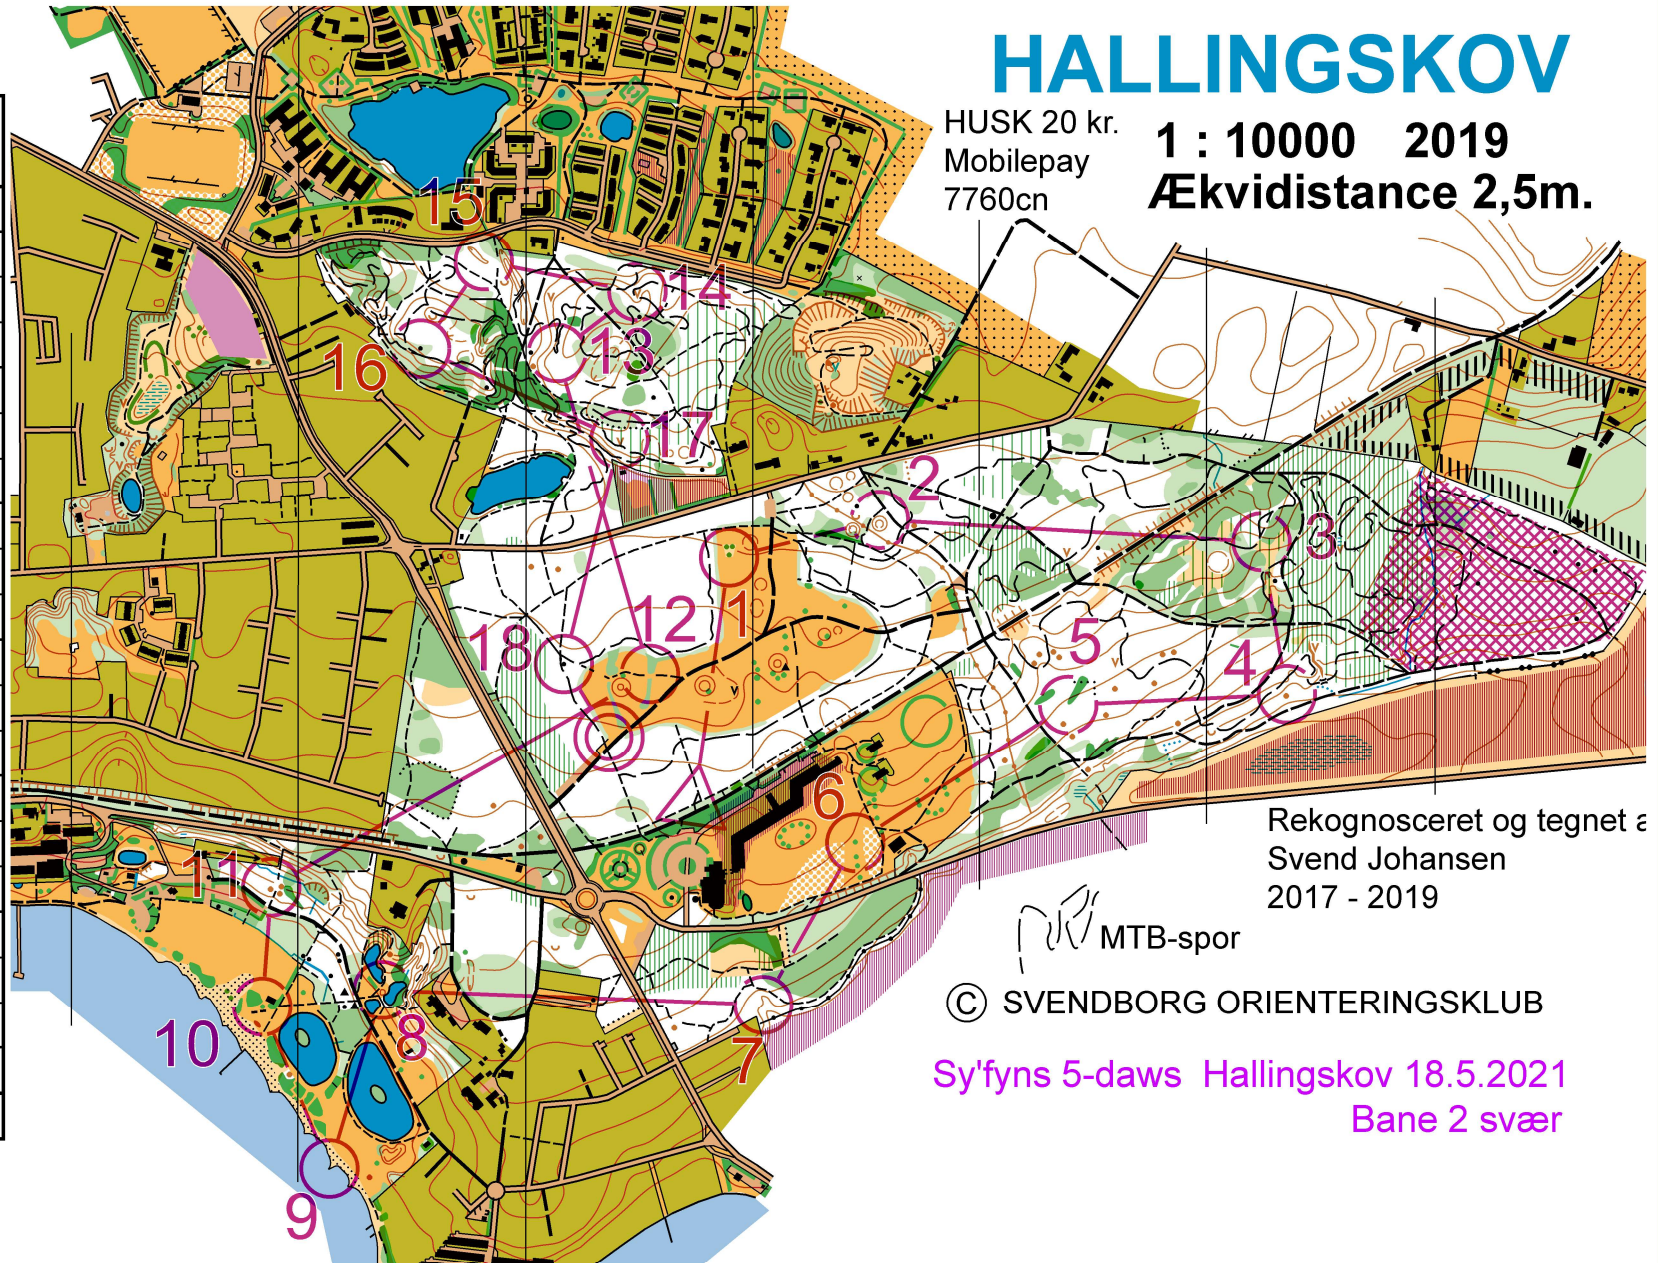 HALLINGSKOV
HUSK 20 kr.
Mobilepay
7760cn
1 : 10000 2019
Ækvidistance 2,5m.
15
14
13
16
17
2
3
1
12
18
5
4
6
11
10
8
7
9
Rekognosceret og tegnet a
Svend Johansen
2017 - 2019
MTB-spor
© SVENDBORG ORIENTERINGSKLUB
Sy'fyns 5-daws Hallingskov 18.5.2021
Bane 2 svær